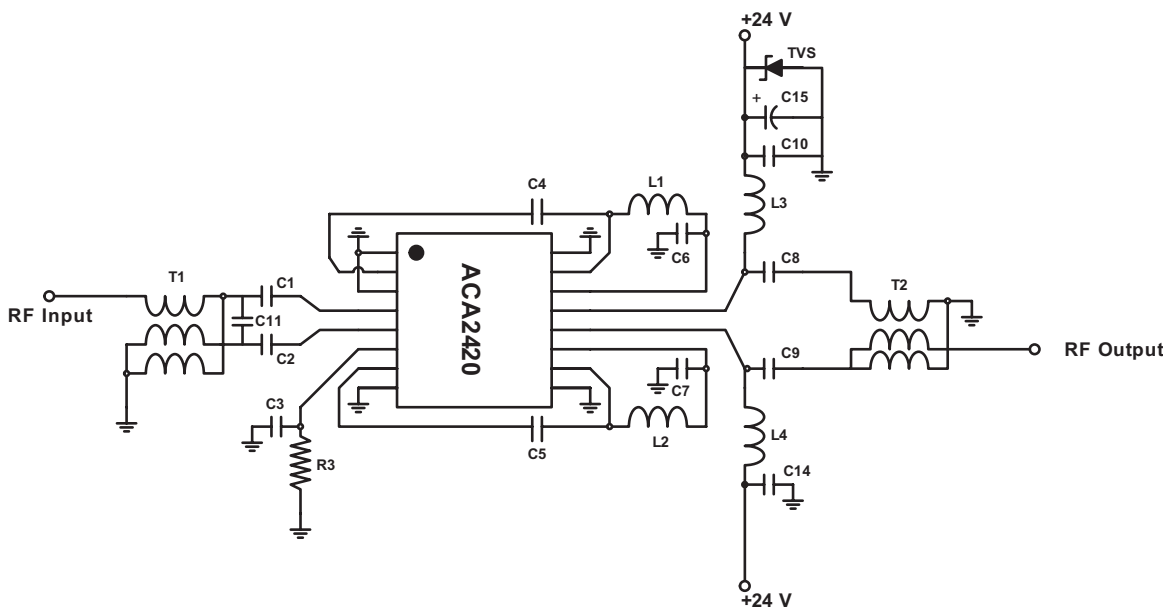 +24 V
TVS
+
C15
C10
L3
C4
L1
C6
C8
T2
T1
C1
RF Input
C11
C2
ACA2420
C9
RF Output
C7
C3
R3
C5
L2
L4
C14
+24 V